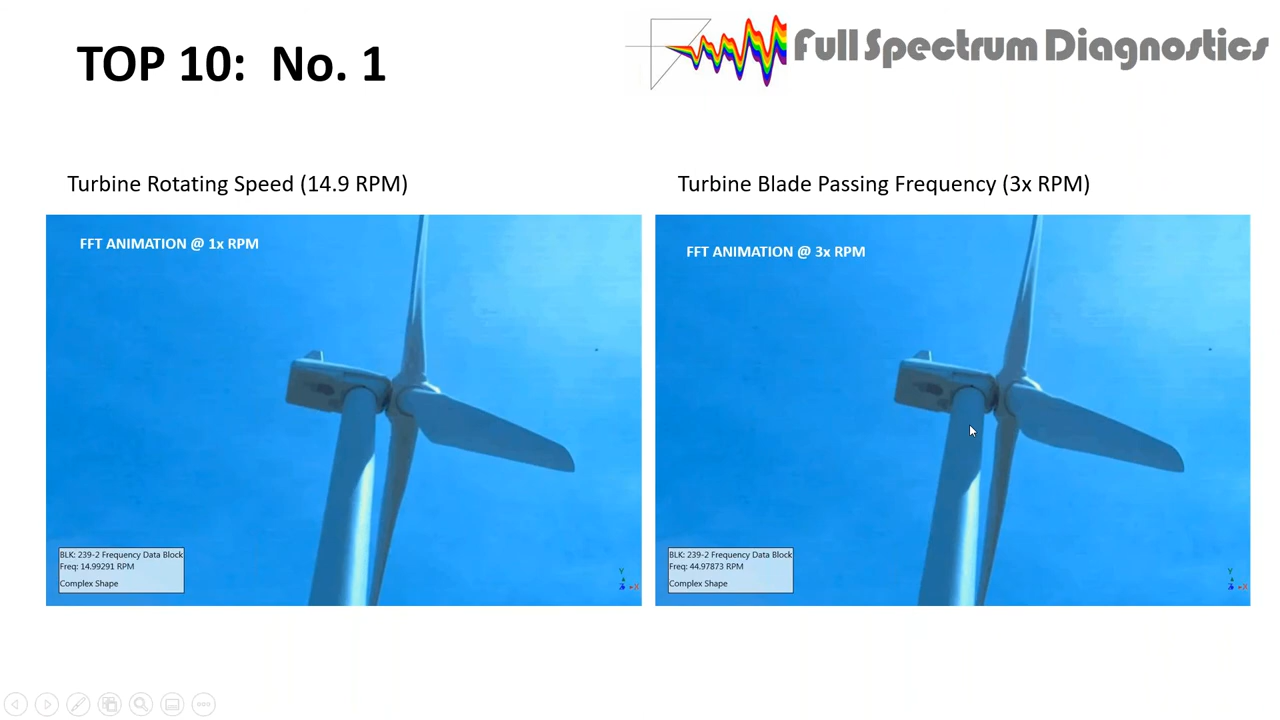 TOP 10: No. 1
Full Spectrum Diagnostics
Turbine Rotating Speed (14.9 RPM)
Turbine Blade Passing Frequency (3x RPM)
FFT ANIMATION @ 1x RPM
FFT ANIMATION @ 3x RPM
BLK: 239-2 Frequency Data Block
Freq: 14.99291 RPM
Complex Shape
Y
Z
X
BLK: 239-2 Frequency Data Block
Freq: 44.97873 RPM
Complex Shape
Y
Z
X